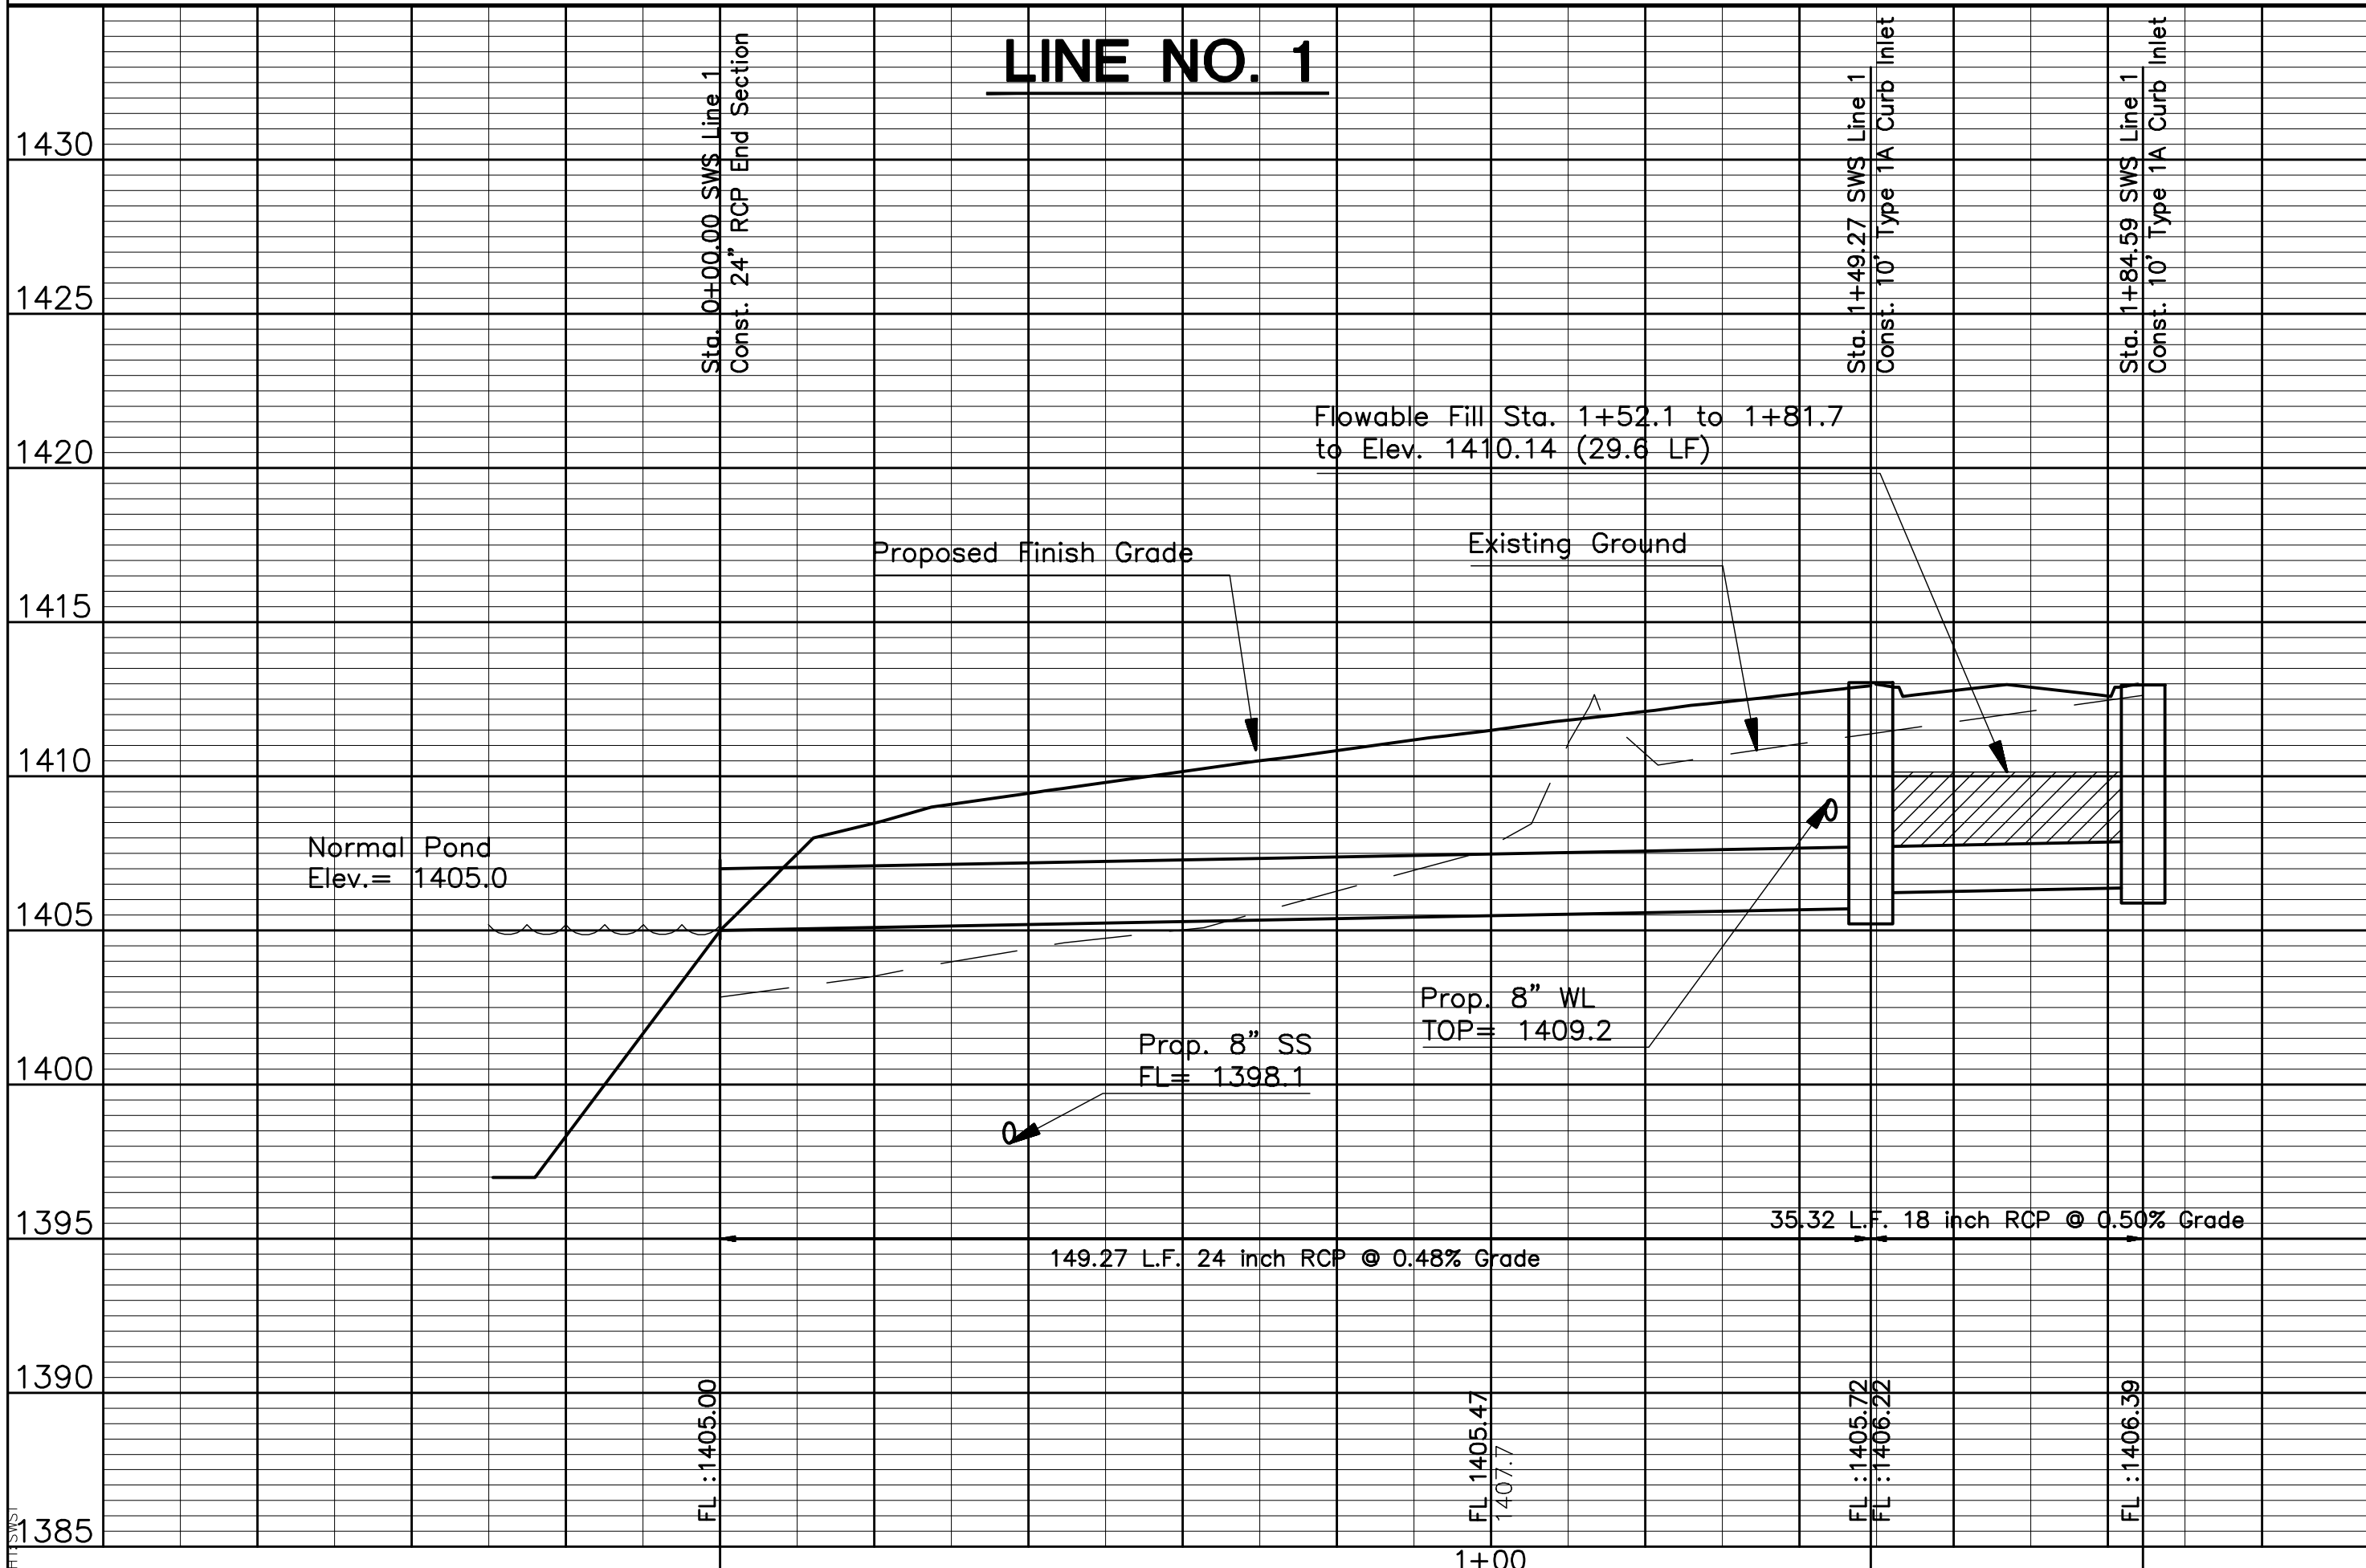 LINE NO. 1
Sta. 0+00.00 SWS Line 1
Const. 24" RCP End Section
Sta. 1+49.27 SWS Line 1
Const. 10' Type 1A Curb Inlet
Sta. 1+84.59 SWS Line 1
Const. 10' Type 1A Curb Inlet
1430
1425
Flowable Fill Sta. 1+52.1 to 1+81.7
to Elev. 1410.14 (29.6 LF)
1420
Proposed Finish Grade
Existing Ground
1415
1410
Normal Pond
Elev.= 1405.0
1405
Prop. 8" WL
TOP= 1409.2
Prop. 8" SS
FL= 1398.1
1400
1395
35.32 L.F. 18 inch RCP @ 0.50% Grade
149.27 L.F. 24 inch RCP @ 0.48% Grade
1390
FL :1405.00
FL 1405.47
1407.7
FL :1405.72
FL :1406.22
FL :1406.39
1385
1+00